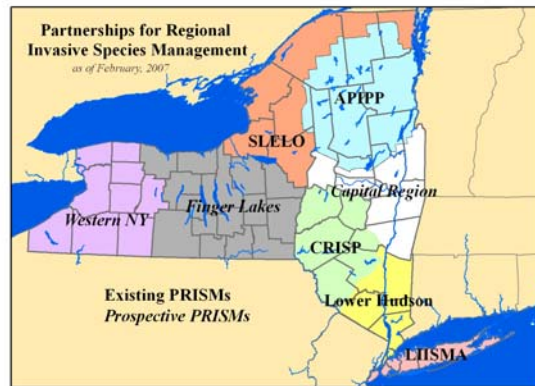 Partnerships for Regional
Invasive Species Management
as of February, 2007
APIPP
SLELO
Capital Region
Western NY
Finger Lakes
CRISP
Existing PRISMs
Prospective PRISMs
Lower Hudson
LIISMA